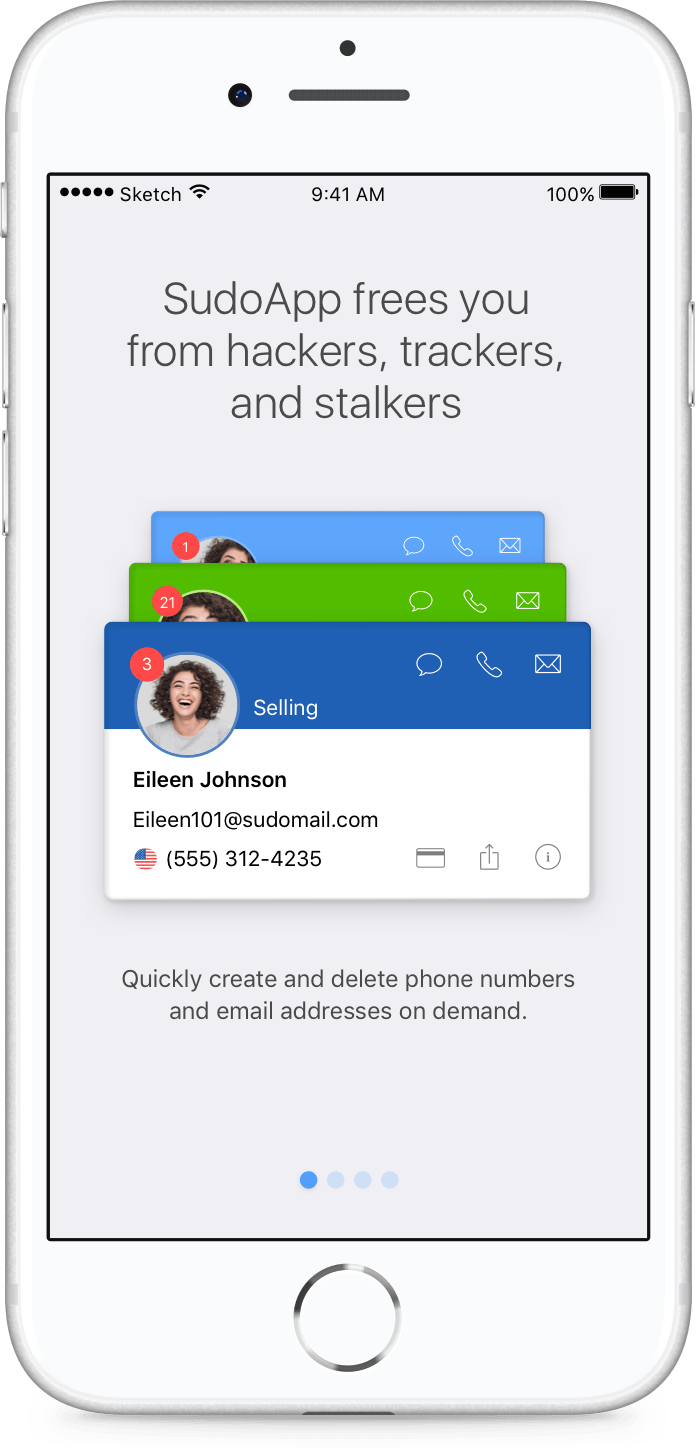 Sketch 9:41 AM 100%
SudoApp frees you
from hackers, trackers,
and stalkers
1
21
3
Selling
Eileen Johnson
Eileen101@sudomail.com
(555) 312-4235
i
Quickly create and delete phone numbers
and email addresses on demand.